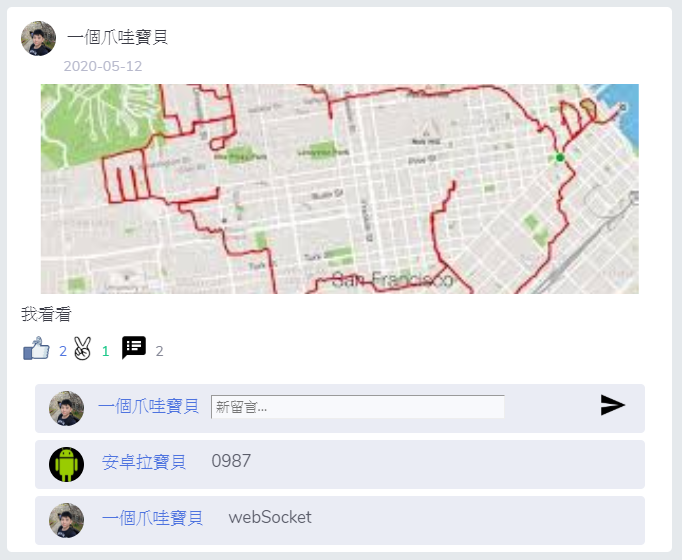 一個爪哇寶貝
2020-05-12
San Francisco
我看看
2 1 2
一個爪哇寶貝 新留言...
安卓拉寶貝 0987
一個爪哇寶貝 webSocket